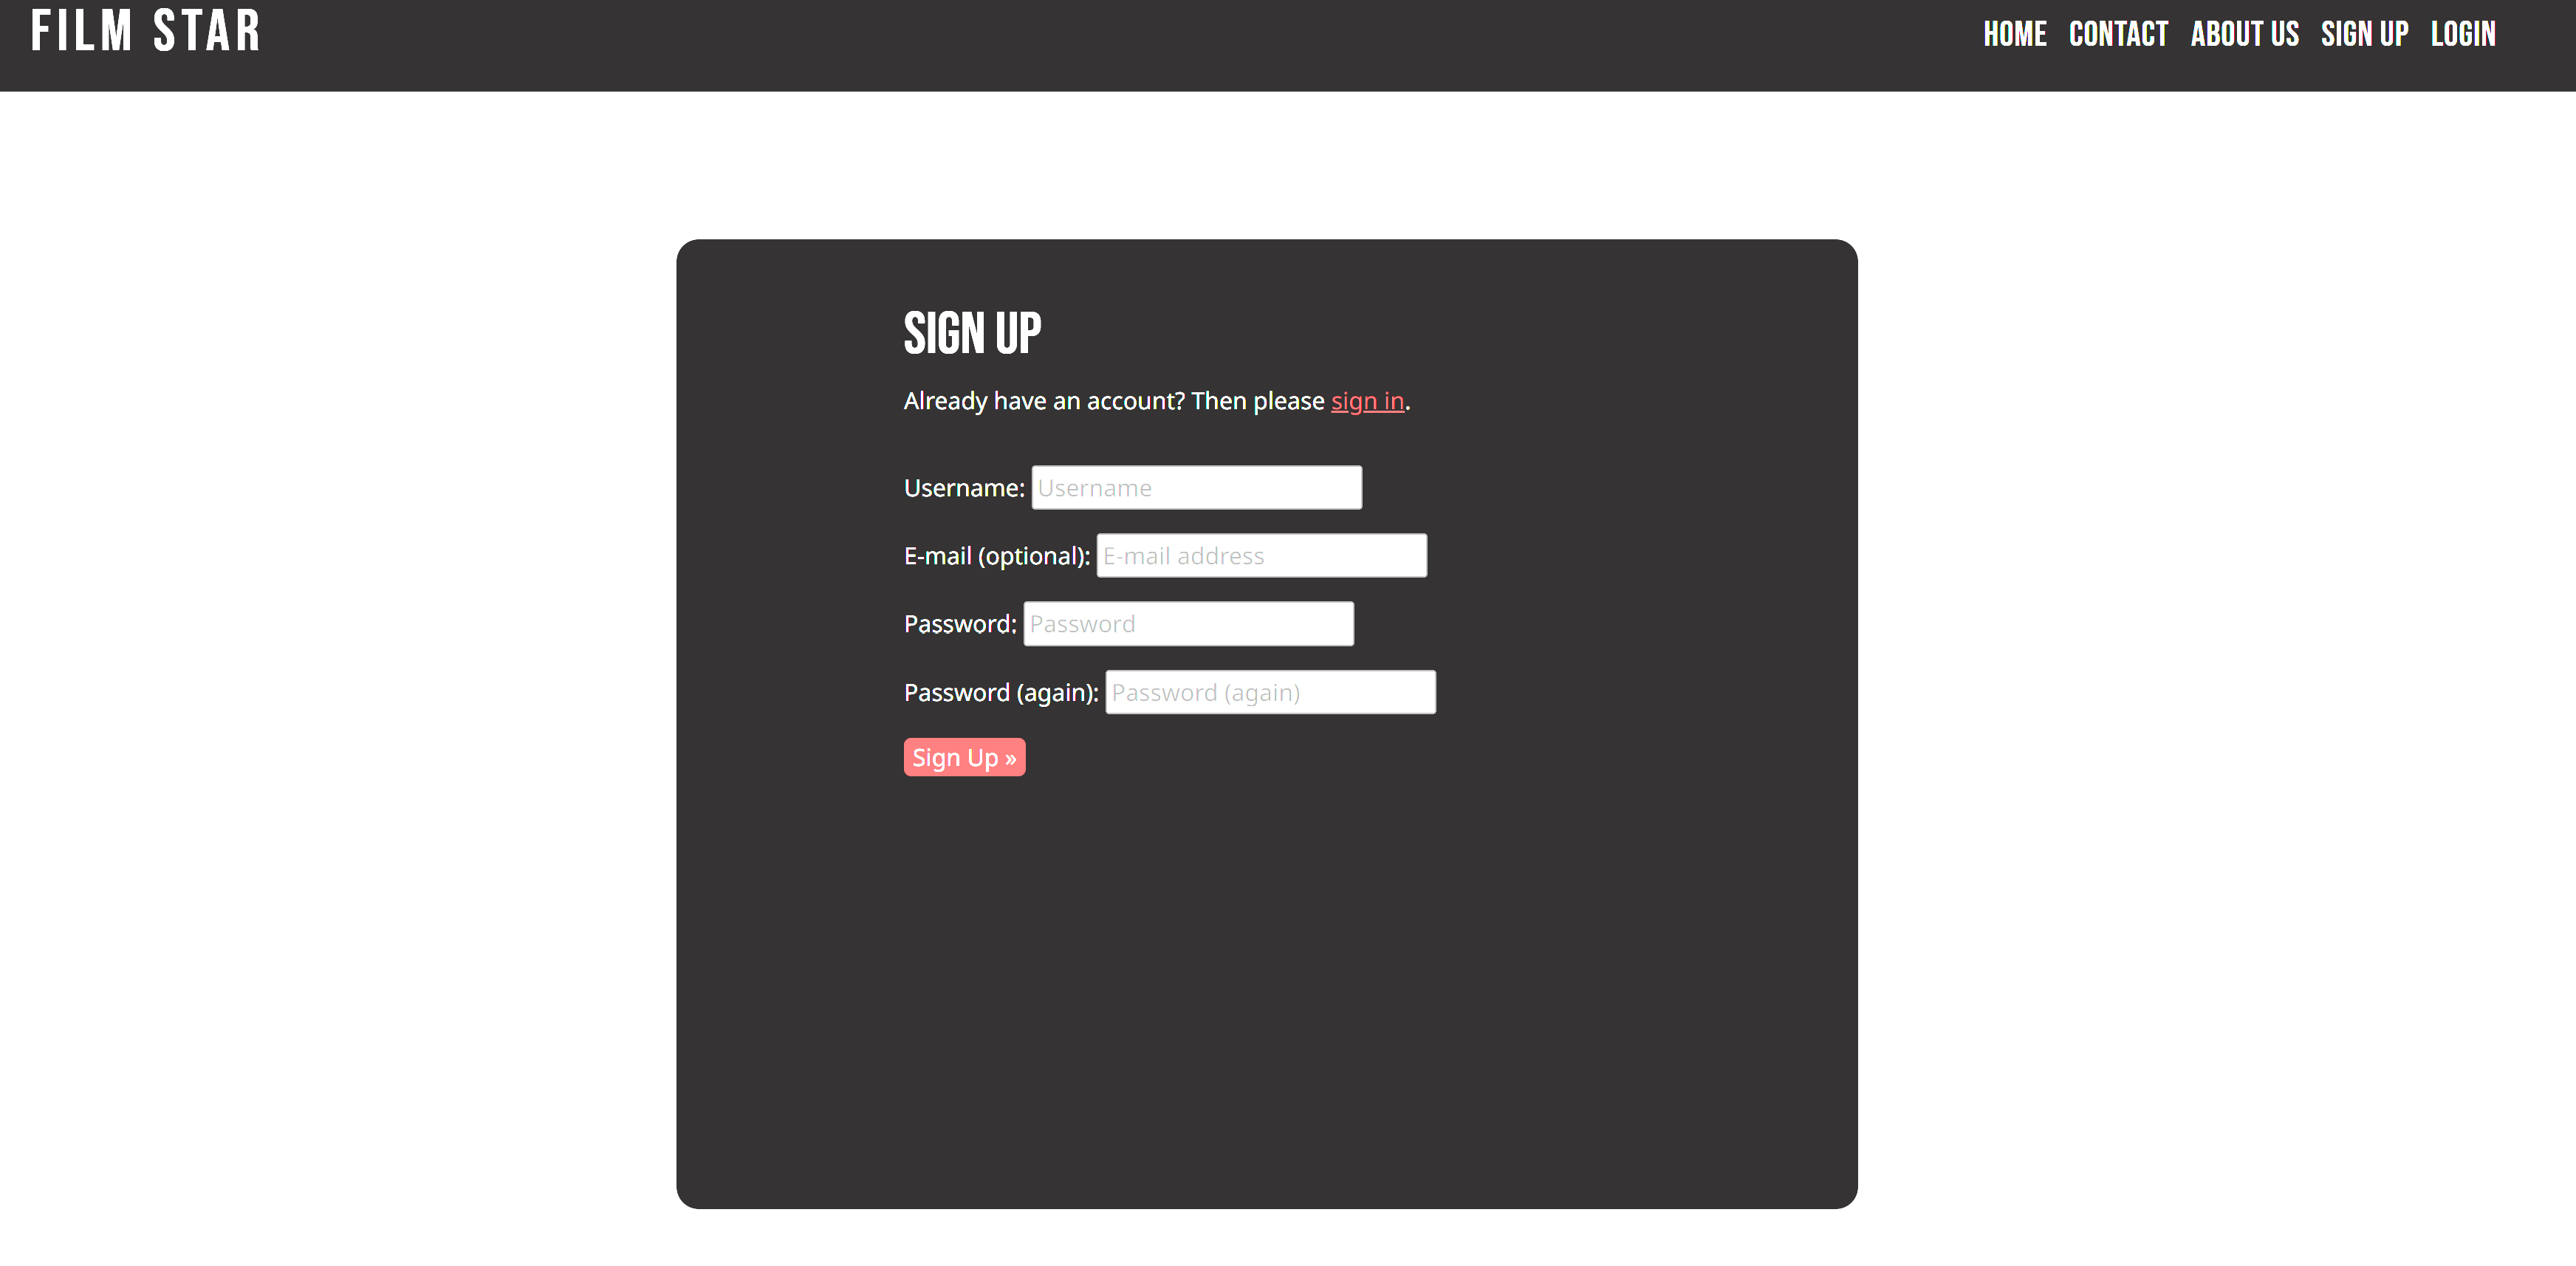 FILM STAR
HOME CONTACT ABOUT US SIGN UP LOGIN
SIGN UP
Already have an account? Then please sign in.
Username: Username
E-mail (optional): E-mail address
Password: Password
Password (again): Password (again)
Sign Up »